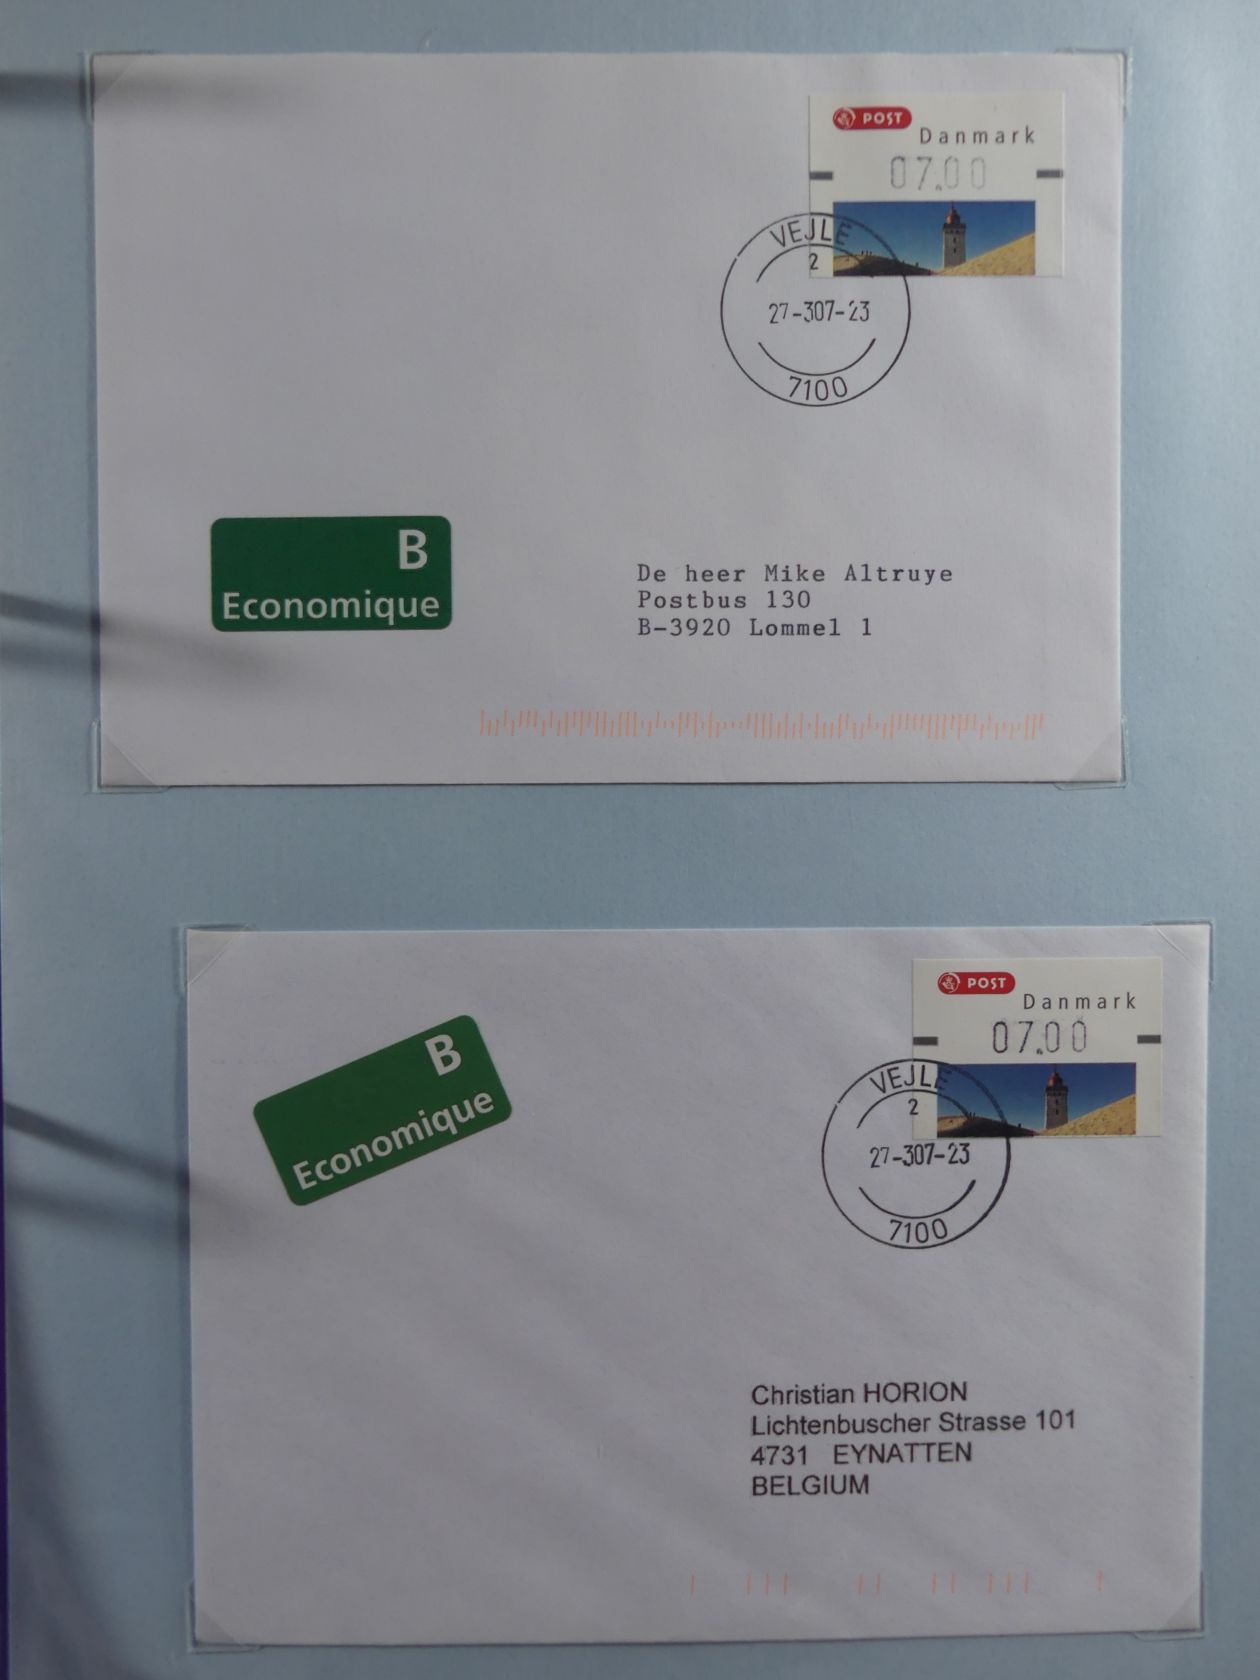 POST
Danmark
07.00
VEJLE
2
27-307-23
7100
B
Economique
De heer Mike Altruye
Postbus 130
B-3920 Lommel 1
POST
Danmark
07.00
VEJLE
2
27-307-23
7100
B
Economique
Christian HORION
Lichtenbuscher Strasse 101
4731 EYNATTEN
BELGIUM